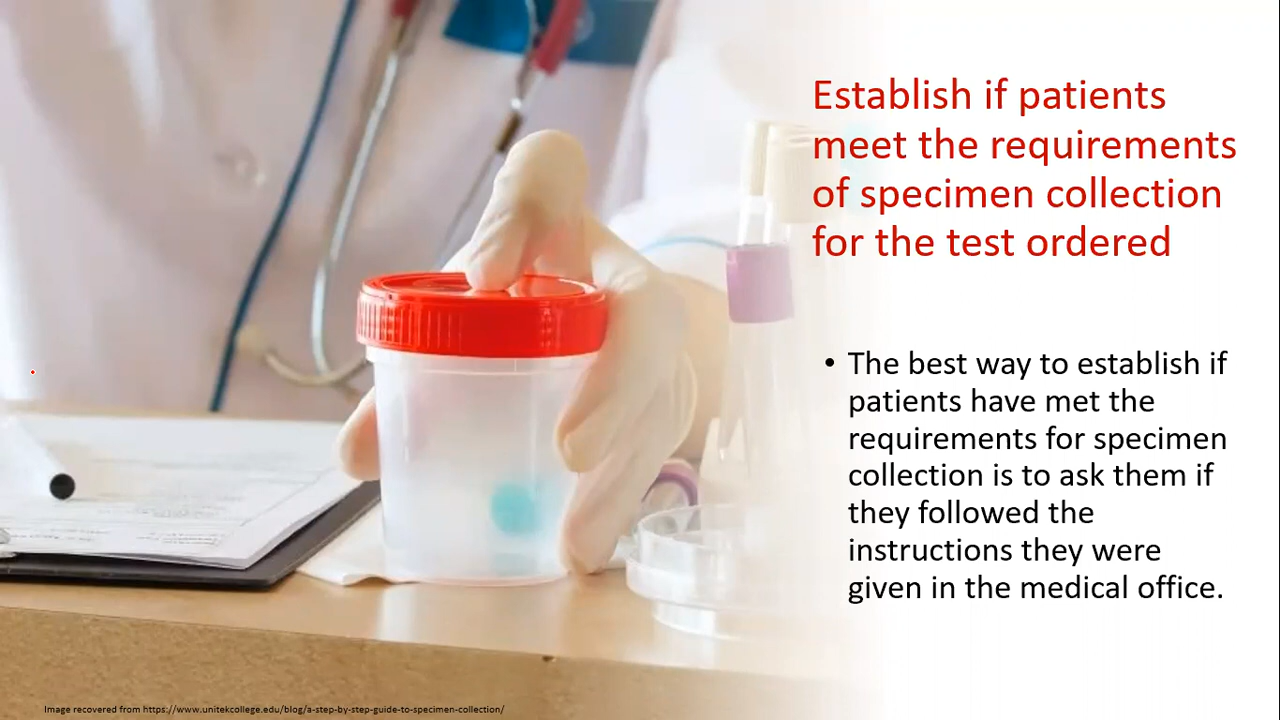 Establish if patients
meet the requirements
of specimen collection
for the test ordered
• The best way to establish if
patients have met the
requirements for specimen
collection is to ask them if
they followed the
instructions they were
given in the medical office.
Image recovered from https://www.unitekcollege.edu/blog/a-step-by-step-guide-to-specimen-collection/